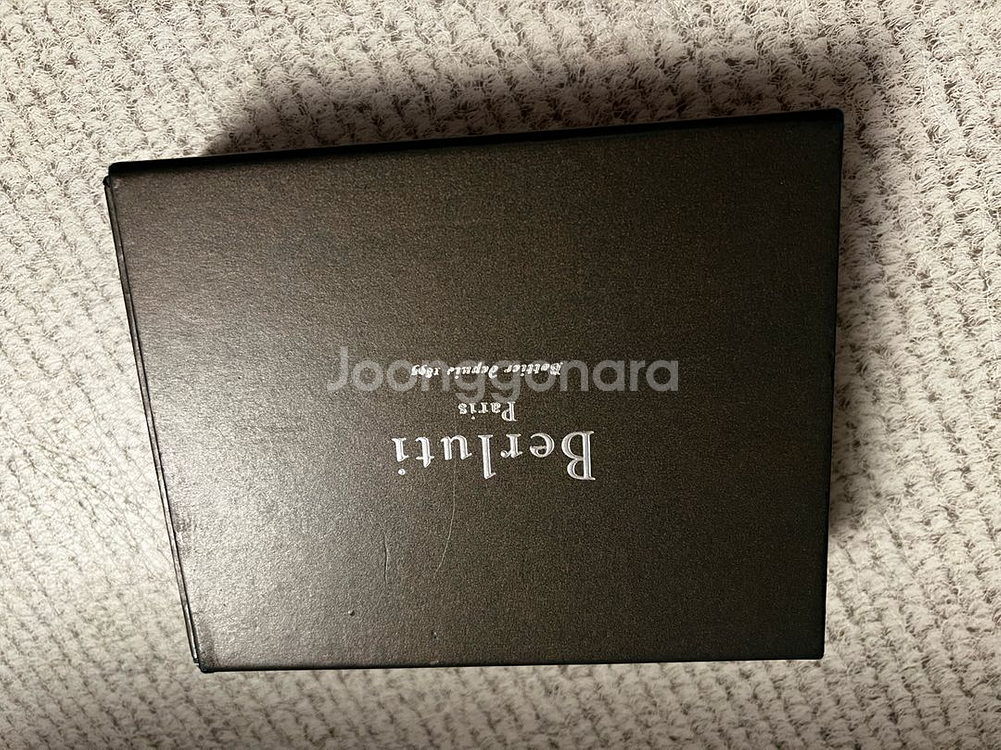 Berluti
Paris
Bottier depuis 1895
Joonggonara